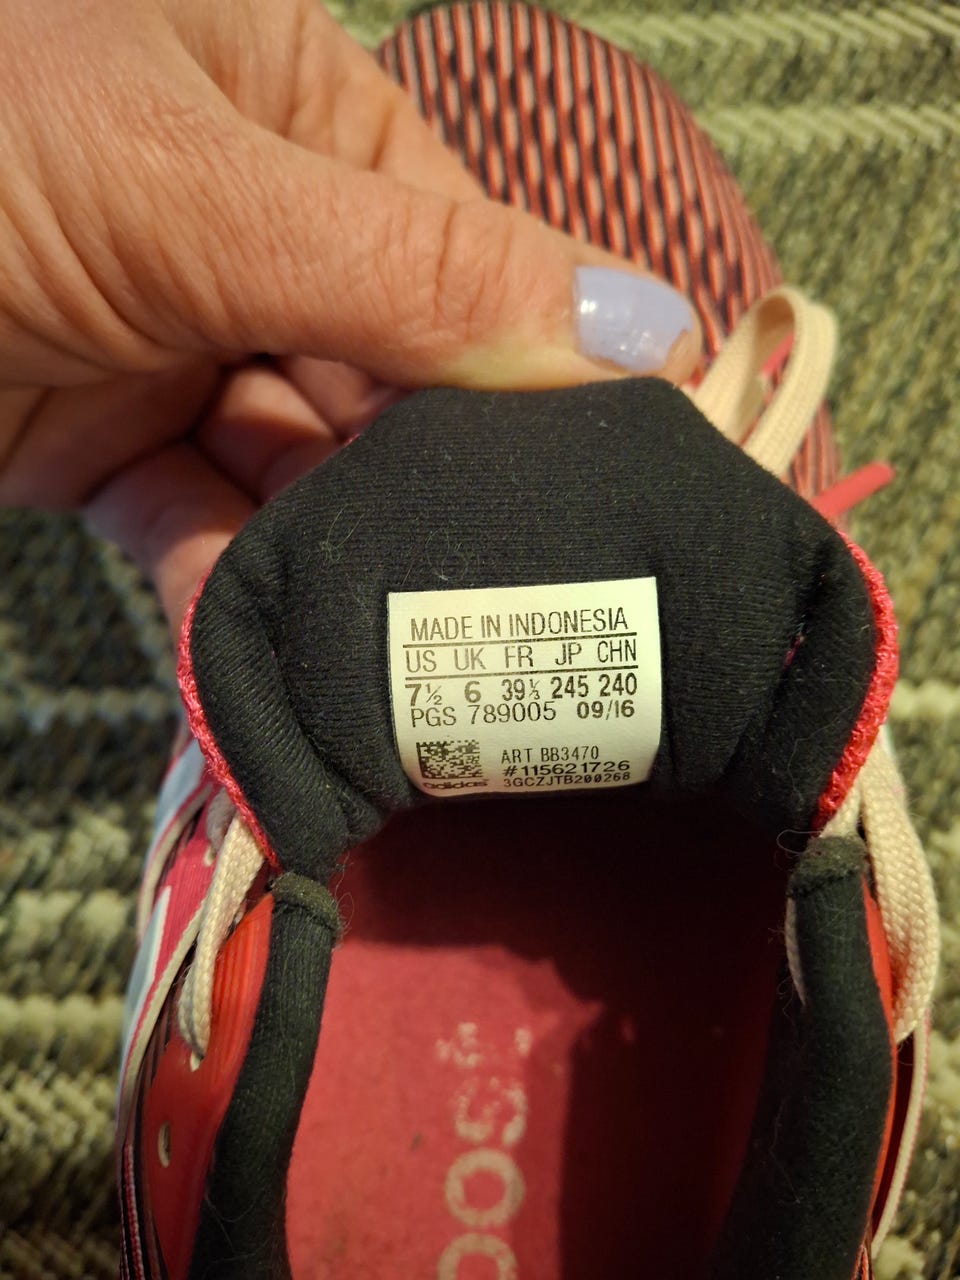 MADE IN INDONESIA
US UK FR JP CHN
7½ 6 39⅓ 245 240
PGS 789005 09/16
ART BB3470
#115621726
adidas 3GCZJTB200268